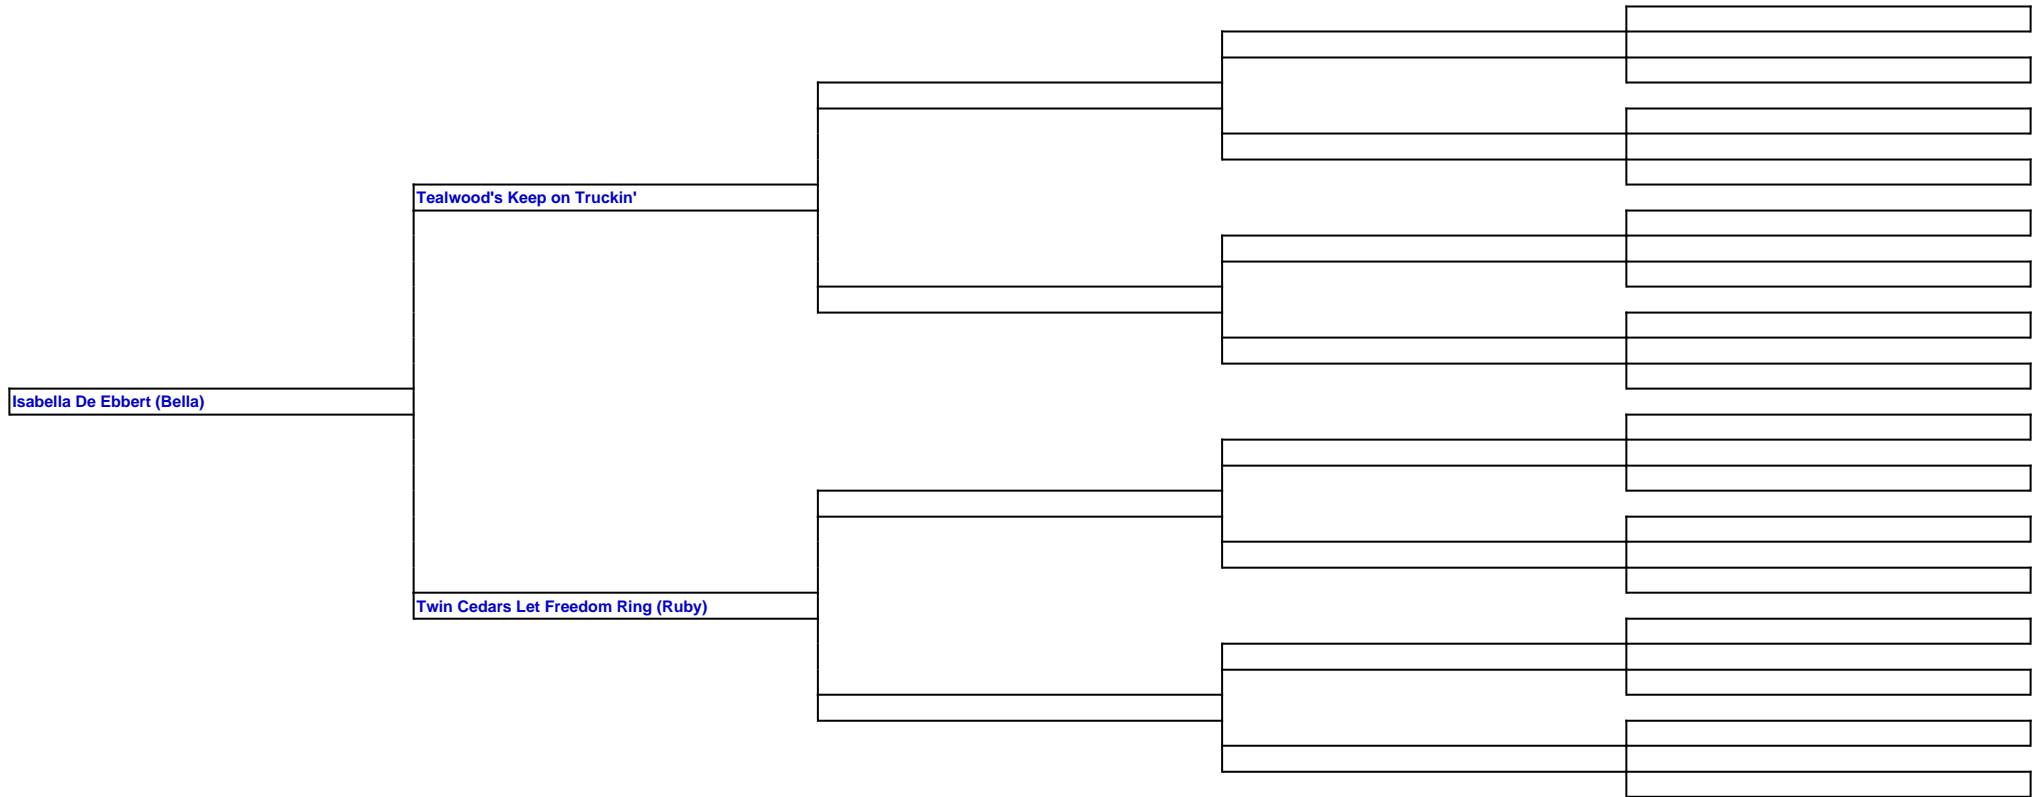 Tealwood's Keep on Truckin'
Isabella De Ebbert (Bella)
Twin Cedars Let Freedom Ring (Ruby)